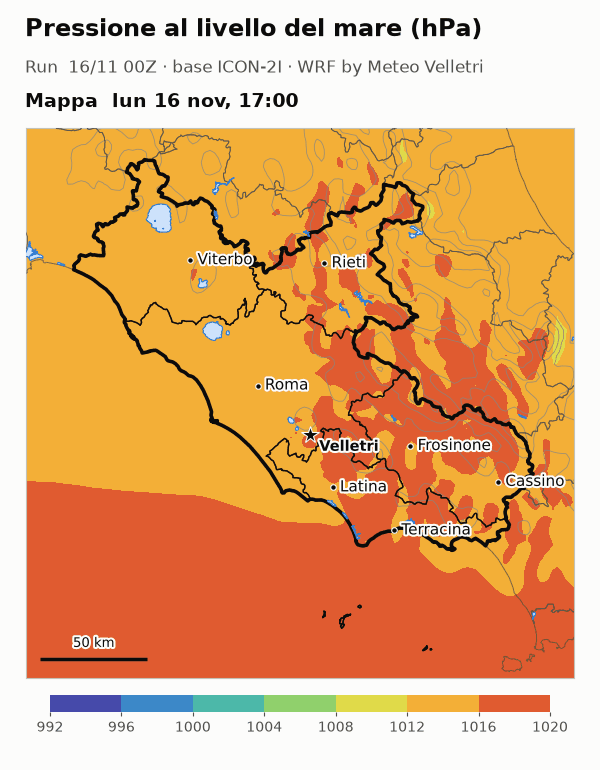 Pressione al livello del mare (hPa)
Run  16/11 00Z · base ICON-2I · WRF by Meteo Velletri
Mappa  lun 16 nov, 17:00
Viterbo
Rieti
Roma
Velletri
Frosinone
Latina
Cassino
Terracina
50 km
992 996 1000 1004 1008 1012 1016 1020